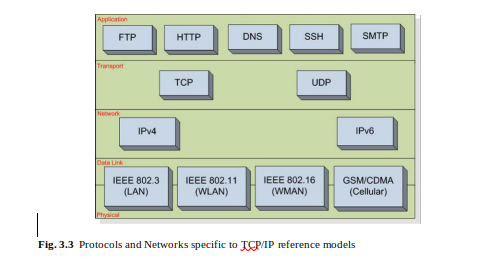 Application
FTP HTTP DNS SSH SMTP
Transport
TCP UDP
Network
IPv4 IPv6
Data Link
IEEE 802.3 IEEE 802.11 IEEE 802.16 GSM/CDMA
(LAN) (WLAN) (WMAN) (Cellular)
Physical
Fig. 3.3 Protocols and Networks specific to TCP/IP reference models